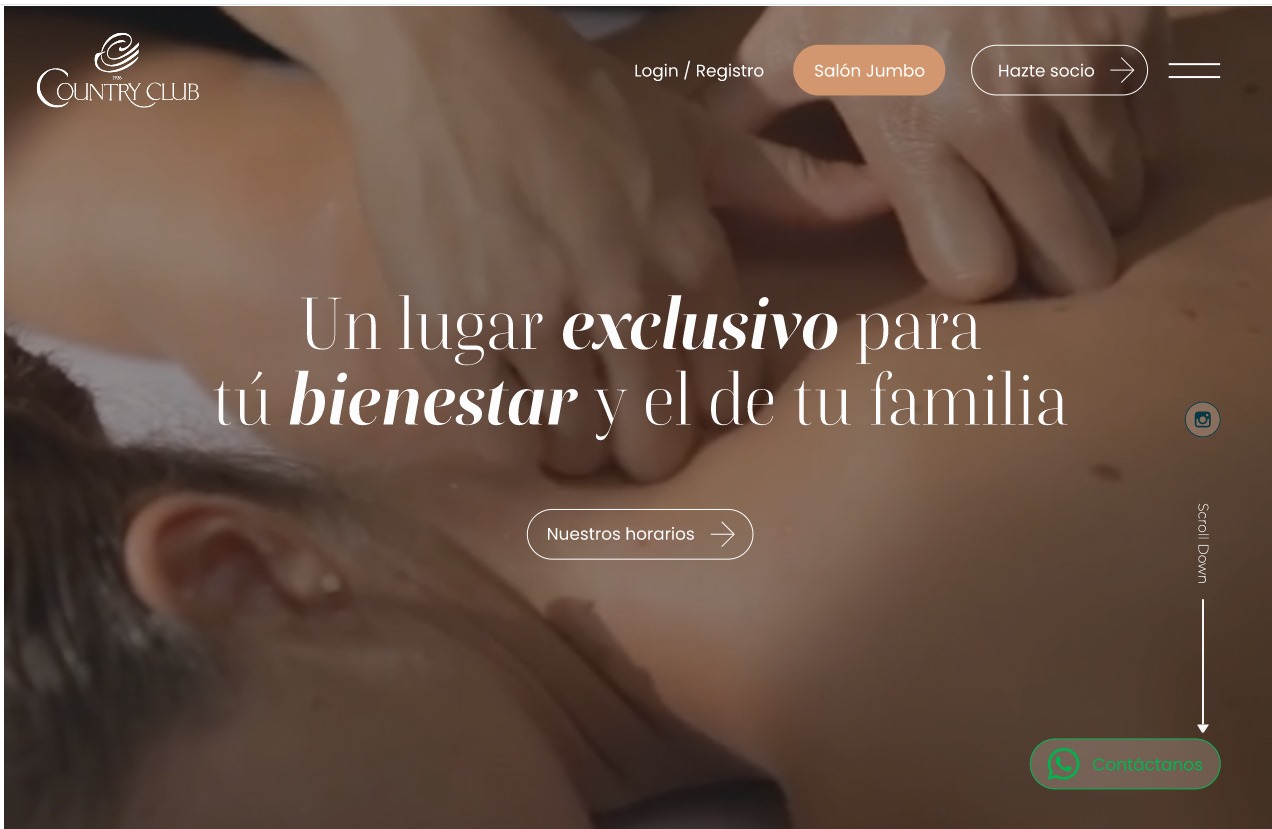 1926
COUNTRY CLUB
Login / Registro
Salón Jumbo
Hazte socio
Un lugar exclusivo para
tú bienestar y el de tu familia
Nuestros horarios
Scroll Down
Contáctanos